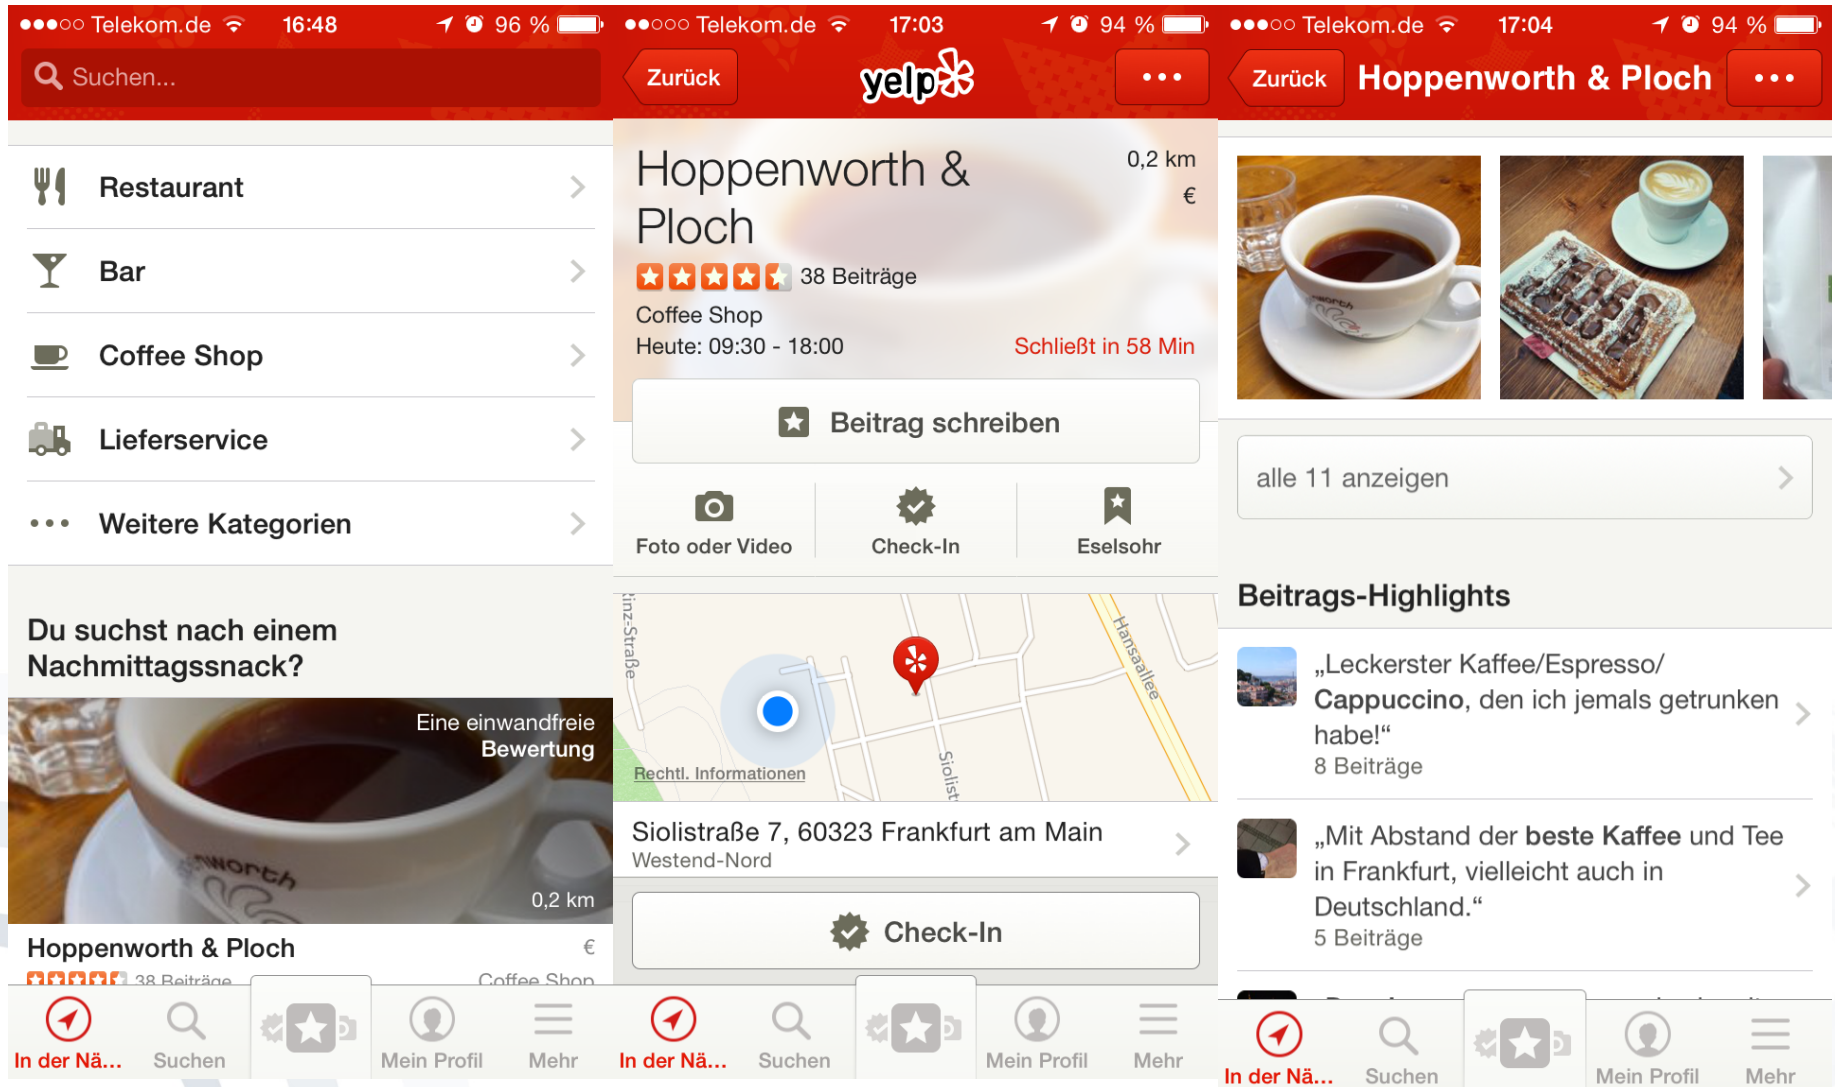 Telekom.de 16:48 96 %
Suchen...
Restaurant
Bar
Coffee Shop
Lieferservice
Weitere Kategorien
Du suchst nach einem
Nachmittagssnack?
Eine einwandfreie
Bewertung
0,2 km
Hoppenworth & Ploch €
38 Beiträge Coffee Shop
In der Nä... Suchen Mein Profil Mehr
Telekom.de 17:03 94 %
Zurück yelp
Hoppenworth & 0,2 km
Ploch €
38 Beiträge
Coffee Shop
Heute: 09:30 - 18:00 Schließt in 58 Min
Beitrag schreiben
Foto oder Video Check-In Eselsohr
Hansaallee
Rechtl. Informationen
Siolistraße 7, 60323 Frankfurt am Main
Westend-Nord
Check-In
In der Nä... Suchen Mein Profil Mehr
Telekom.de 17:04 94 %
Zurück Hoppenworth & Ploch
alle 11 anzeigen
Beitrags-Highlights
„Leckerster Kaffee/Espresso/
Cappuccino, den ich jemals getrunken
habe!“
8 Beiträge
„Mit Abstand der beste Kaffee und Tee
in Frankfurt, vielleicht auch in
Deutschland.“
5 Beiträge
In der Nä... Suchen Mein Profil Mehr